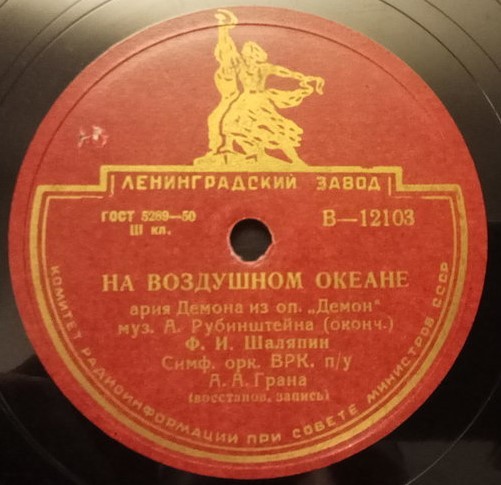 ЛЕНИНГРАДСКИЙ ЗАВОД
ГОСТ 5289—50
III кл.
В—12103
НА ВОЗДУШНОМ ОКЕАНЕ
ария Демона из оп. „Демон"
муз. А. Рубинштейна (оконч.)
Ф. И. Шаляпин
Симф. орк. ВРК. п/у
А. А. Грана
(восстанов. запись)
КОМИТЕТ РАДИОИНФОРМАЦИИ ПРИ СОВЕТЕ МИНИСТРОВ СССР